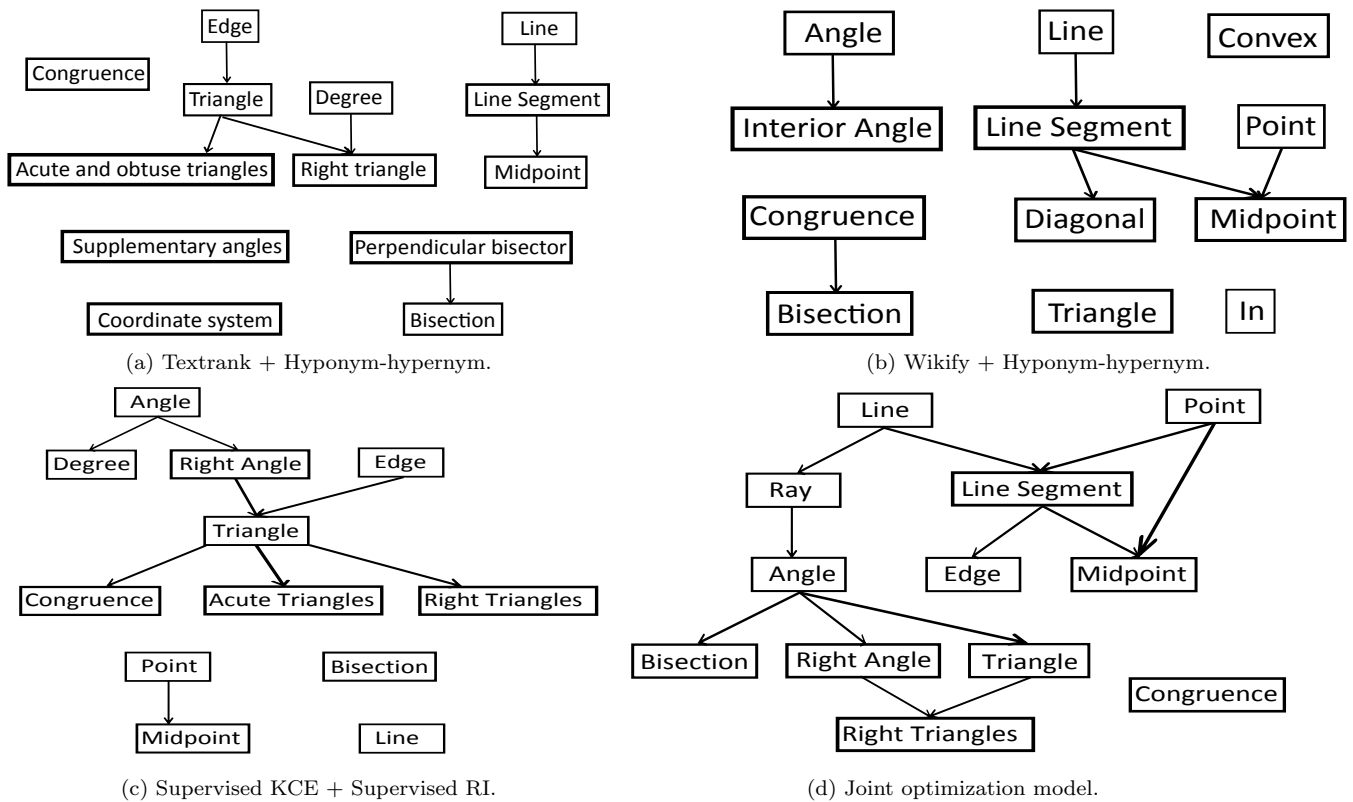 Edge
Line
Congruence
Triangle
Degree
Line Segment
Acute and obtuse triangles
Right triangle
Midpoint
Supplementary angles
Perpendicular bisector
Coordinate system
Bisection
(a) Textrank + Hyponym-hypernym.
Angle
Line
Convex
Interior Angle
Line Segment
Point
Congruence
Diagonal
Midpoint
Bisection
Triangle
In
(b) Wikify + Hyponym-hypernym.
Angle
Degree
Right Angle
Edge
Triangle
Congruence
Acute Triangles
Right Triangles
Point
Bisection
Midpoint
Line
(c) Supervised KCE + Supervised RI.
Line
Point
Ray
Line Segment
Angle
Edge
Midpoint
Bisection
Right Angle
Triangle
Congruence
Right Triangles
(d) Joint optimization model.